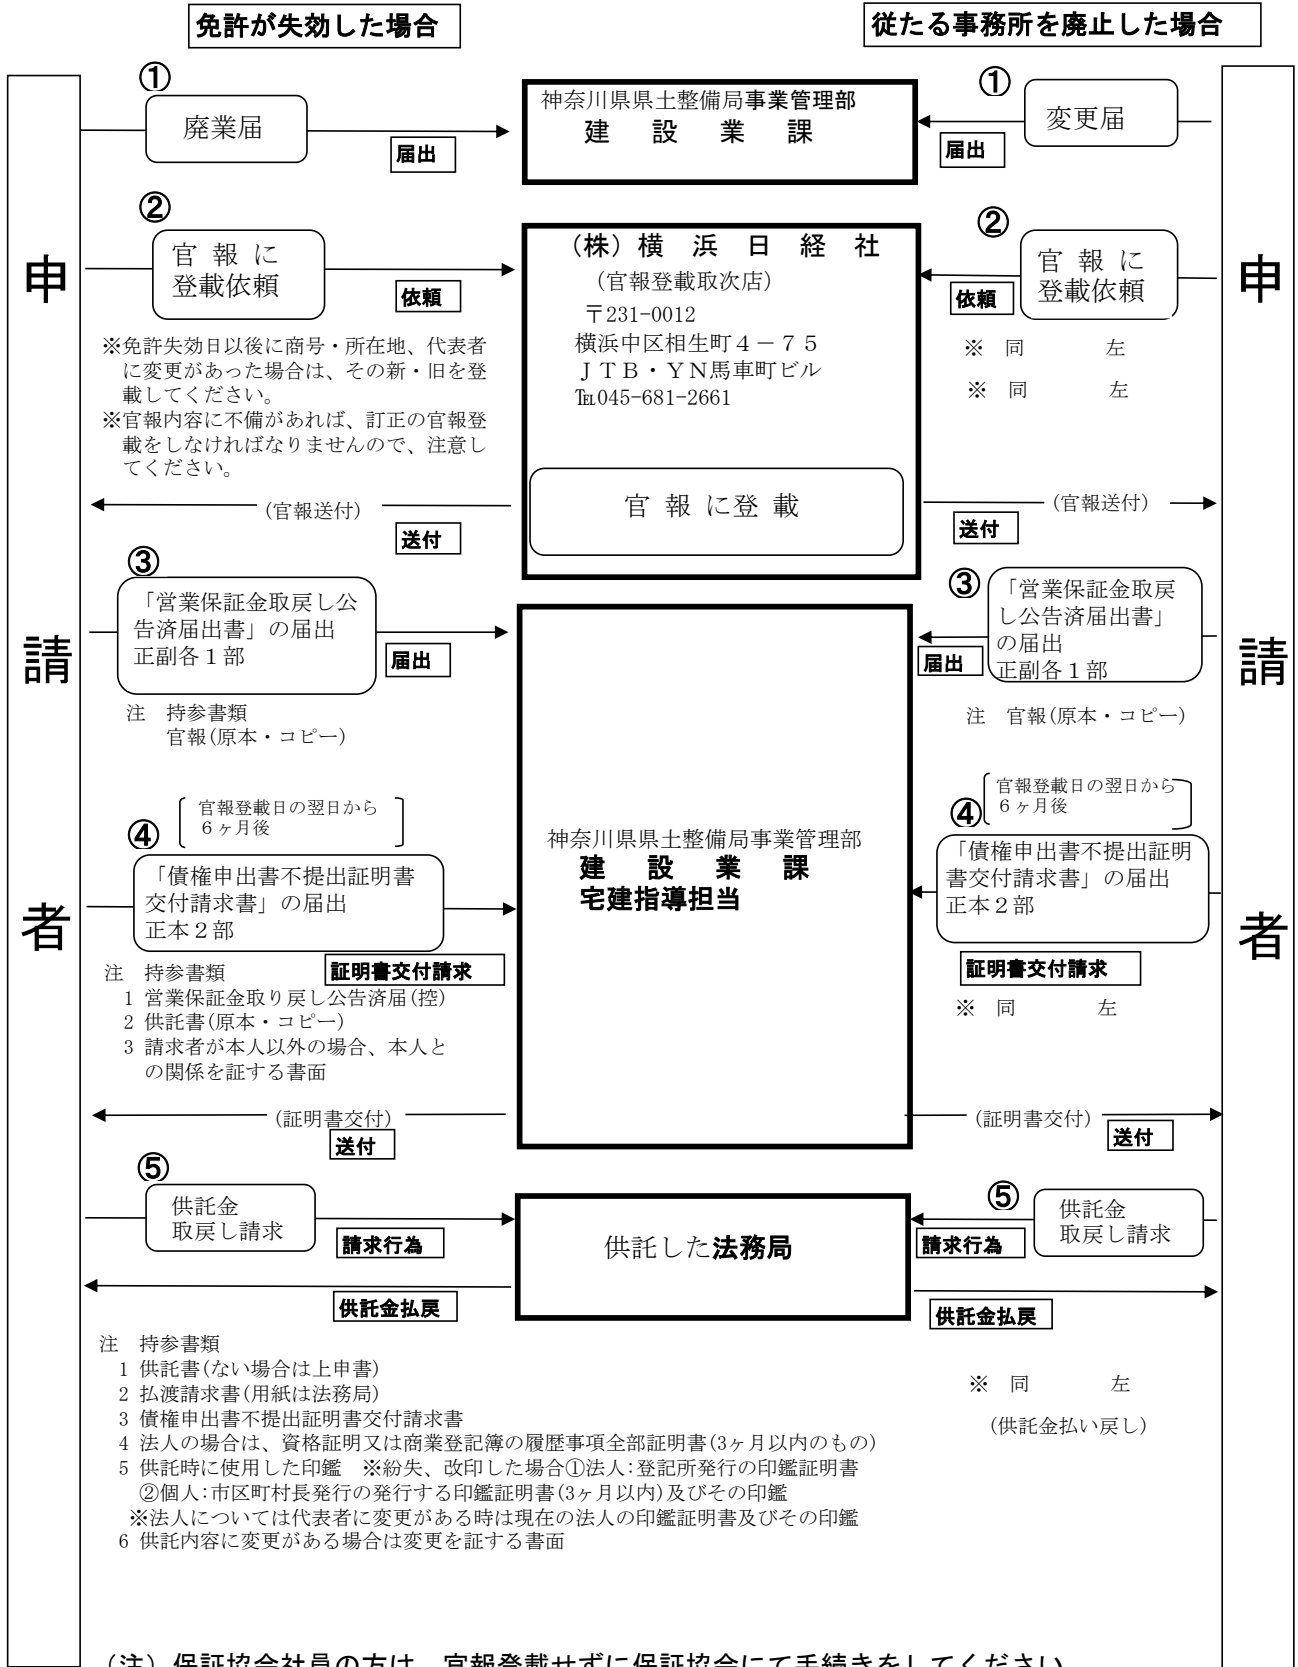 免許が失効した場合
従たる事務所を廃止した場合
申請者
申請者
①
廃業届
届出
神奈川県県土整備局事業管理部
建　設　業　課
①
変更届
届出
②
官 報 に
登載依頼
依頼
※免許失効日以後に商号・所在地、代表者
に変更があった場合は、その新・旧を登
載してください。
※官報内容に不備があれば、訂正の官報登
載をしなければなりませんので、注意し
てください。
(官報送付)
送付
（株）横　浜　日　経　社
（官報登載取次店）
〒231-0012
横浜中区相生町４－７５
ＪＴＢ・ＹＮ馬車町ビル
℡045-681-2661
官 報 に登 載
②
官 報 に
登載依頼
依頼
※　同　　　　左
※　同　　　　左
(官報送付)
送付
③
「営業保証金取戻し公
告済届出書」の届出
正副各１部
届出
注　持参書類
官報(原本・コピー)
③
「営業保証金取戻
し公告済届出書」
の届出
正副各１部
届出
注　官報(原本・コピー)
官報登載日の翌日から
６ヶ月後
④
「債権申出書不提出証明書
交付請求書」の届出
正本２部
証明書交付請求
注　持参書類
1 営業保証金取り戻し公告済届(控)
2 供託書(原本・コピー)
3 請求者が本人以外の場合、本人と
の関係を証する書面
(証明書交付)
送付
神奈川県県土整備局事業管理部
建　設　業　課
宅建指導担当
官報登載日の翌日から
６ヶ月後
④
「債権申出書不提出証明
書交付請求書」の届出
正本２部
証明書交付請求
※　同　　　　左
(証明書交付)
送付
⑤
供託金
取戻し請求
請求行為
供託金払戻
供託した法務局
⑤
供託金
取戻し請求
請求行為
供託金払戻
注　持参書類
1 供託書(ない場合は上申書)
2 払渡請求書(用紙は法務局)
3 債権申出書不提出証明書交付請求書
4 法人の場合は、資格証明又は商業登記簿の履歴事項全部証明書(3ヶ月以内のもの)
5 供託時に使用した印鑑　※紛失、改印した場合①法人:登記所発行の印鑑証明書
②個人:市区町村長発行の発行する印鑑証明書(3ヶ月以内)及びその印鑑
※法人については代表者に変更がある時は現在の法人の印鑑証明書及びその印鑑
6 供託内容に変更がある場合は変更を証する書面
※　同　　　　左
(供託金払い戻し)
（注）保証協会社員の方は、官報登載せずに保証協会にて手続きをしてください